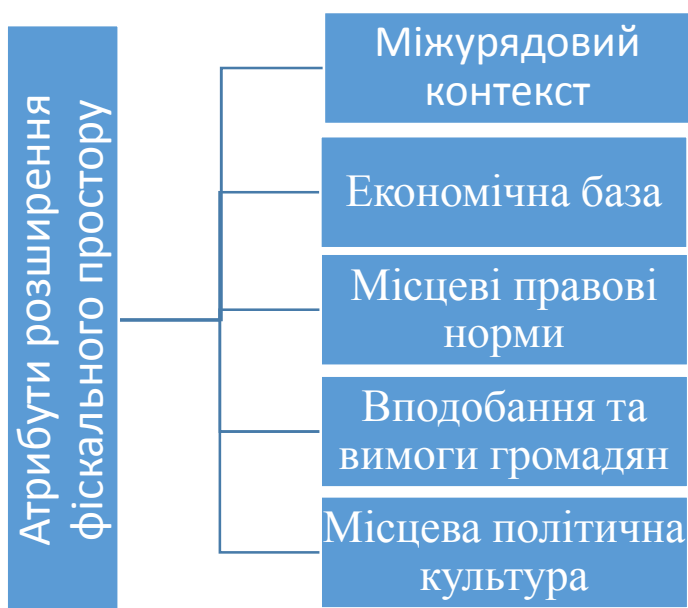 Атрибути розширення
фіскального простору
Міжурядовий
контекст
Економічна база
Місцеві правові
норми
Вподобання та
вимоги громадян
Місцева політична
культура